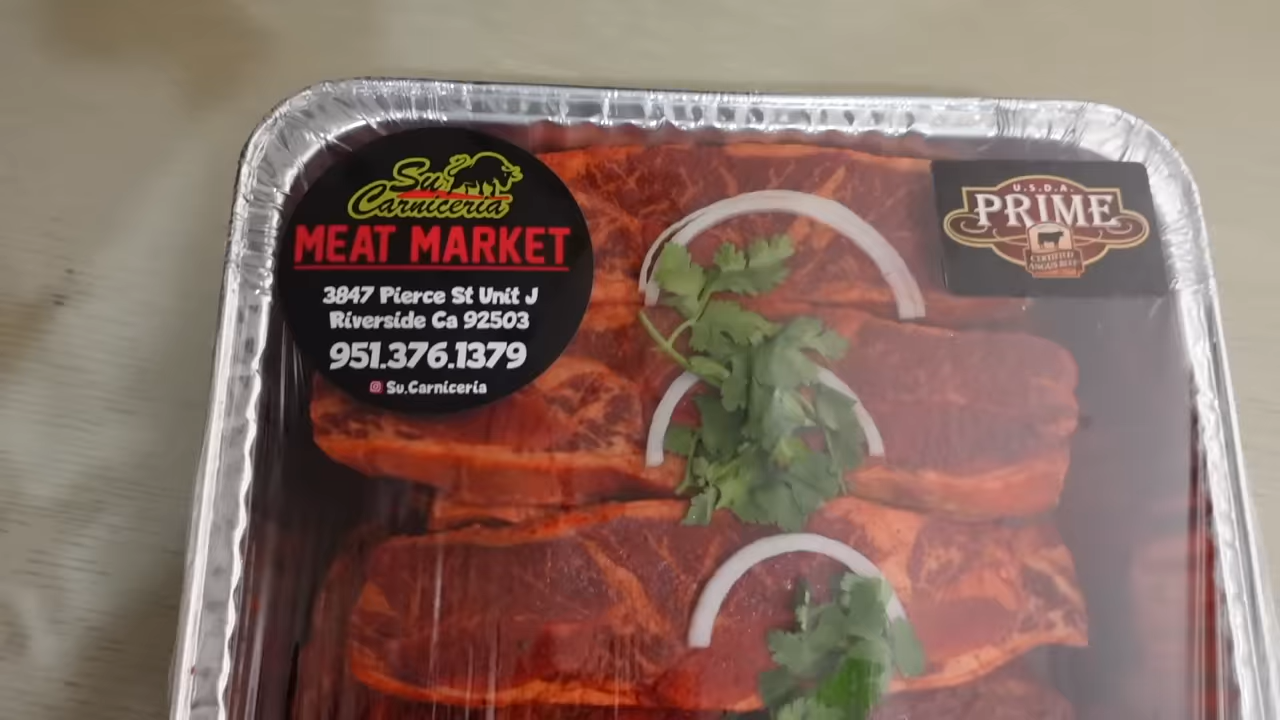 Su
Carniceria
MEAT MARKET
3847 Pierce St Unit J
Riverside Ca 92503
951.376.1379
Su.Carniceria
U.S.D.A.
PRIME
CERTIFIED
ANGUS BEEF